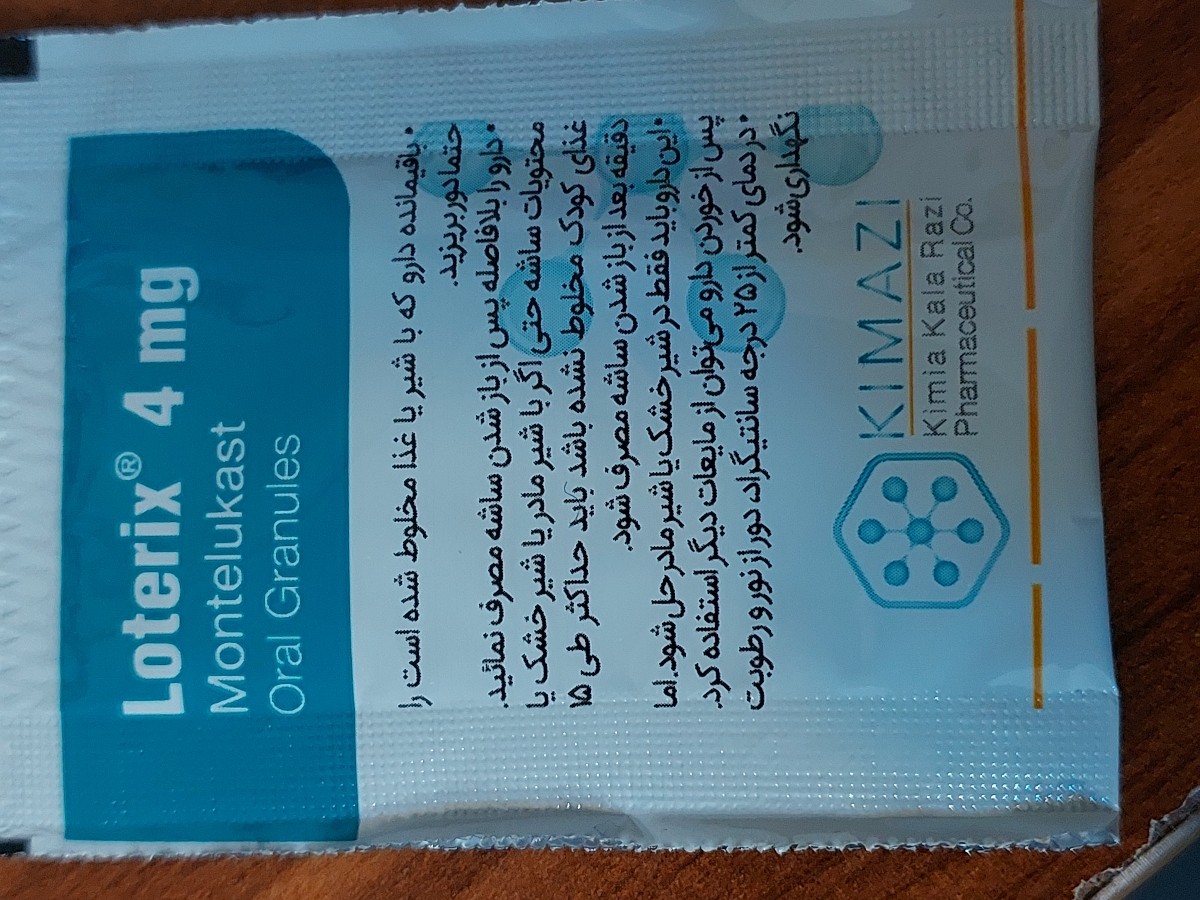 Loterix® 4 mg
Montelukast
Oral Granules
•باقیمانده دارو که با شیر یا غذا مخلوط شده است را
حتما دور بریزید.
•دارو را بلافاصله پس از باز شدن ساشه مصرف نمائید.
محتویات ساشه حتی اگر با شیر مادر یا شیر خشک یا
غذای کودک مخلوط نشده باشد باید حداکثر طی ۱۵
دقیقه بعد از باز شدن ساشه مصرف شود.
•این دارو باید فقط در شیر خشک یا شیر مادر حل شود. اما
پس از خوردن دارو می‌توان از مایعات دیگر استفاده کرد.
•در دمای کمتر از ۲۵ درجه سانتیگراد، دور از نور و رطوبت
نگهداری شود.
KIMAZI
Kimia Kala Razi
Pharmaceutical Co.